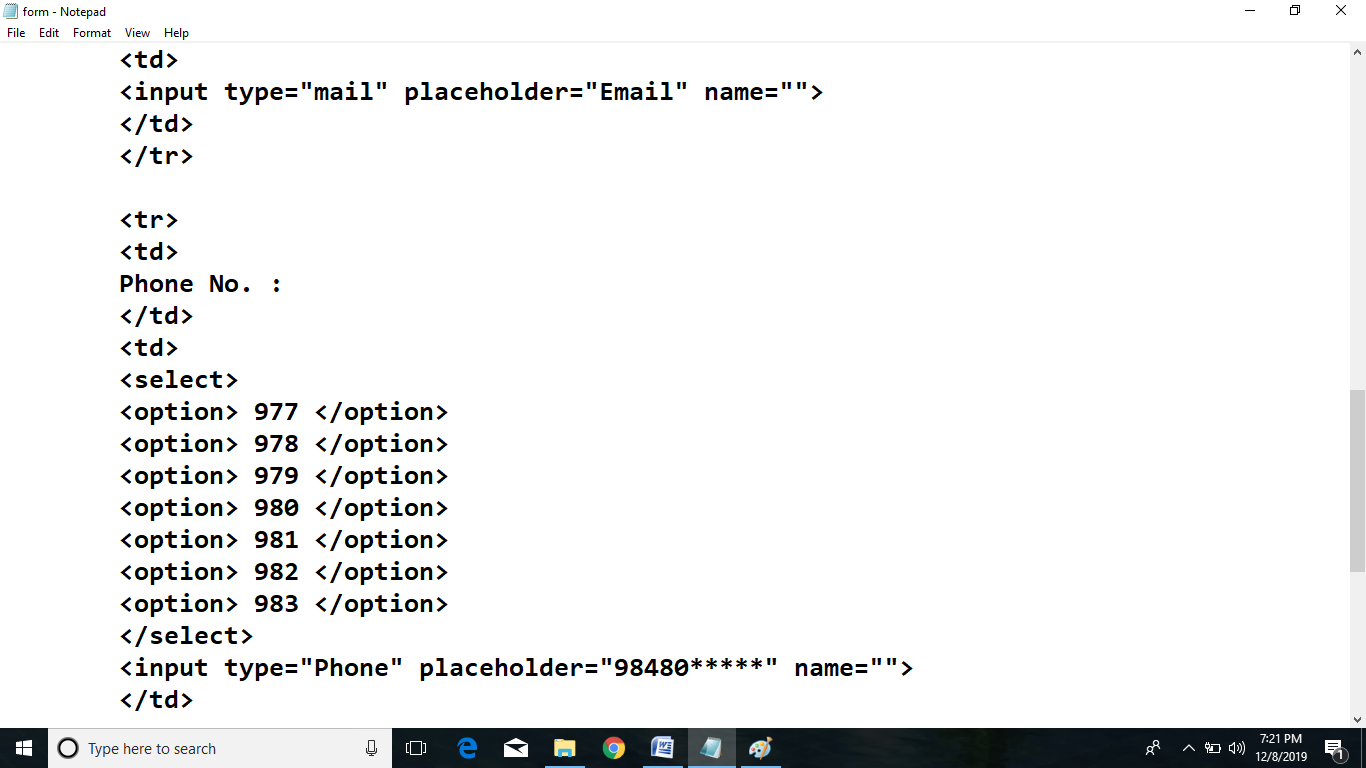 form - Notepad
File Edit Format View Help
<td>
<input type="mail" placeholder="Email" name="">
</td>
</tr>
<tr>
<td>
Phone No. :
</td>
<td>
<select>
<option> 977 </option>
<option> 978 </option>
<option> 979 </option>
<option> 980 </option>
<option> 981 </option>
<option> 982 </option>
<option> 983 </option>
</select>
<input type="Phone" placeholder="98480*****" name="">
</td>
Type here to search
7:21 PM
12/8/2019
1